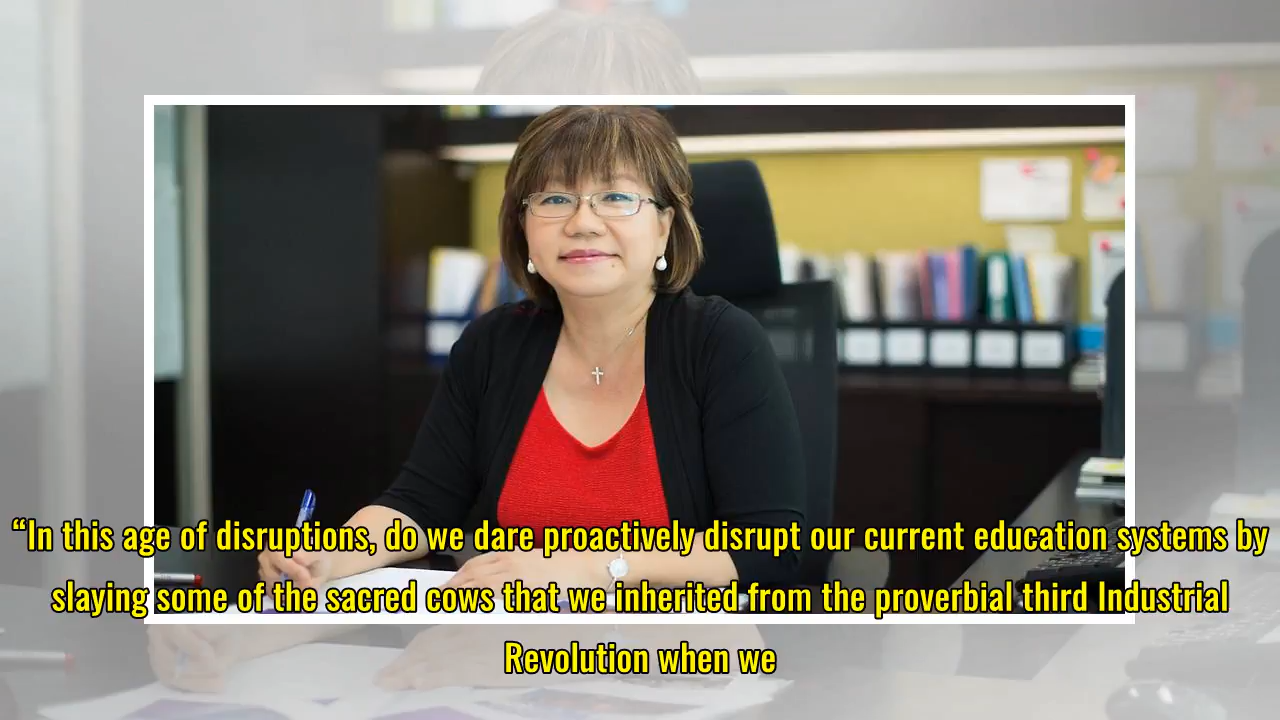 “In this age of disruptions, do we dare proactively disrupt our current education systems by
slaying some of the sacred cows that we inherited from the proverbial third Industrial
Revolution when we